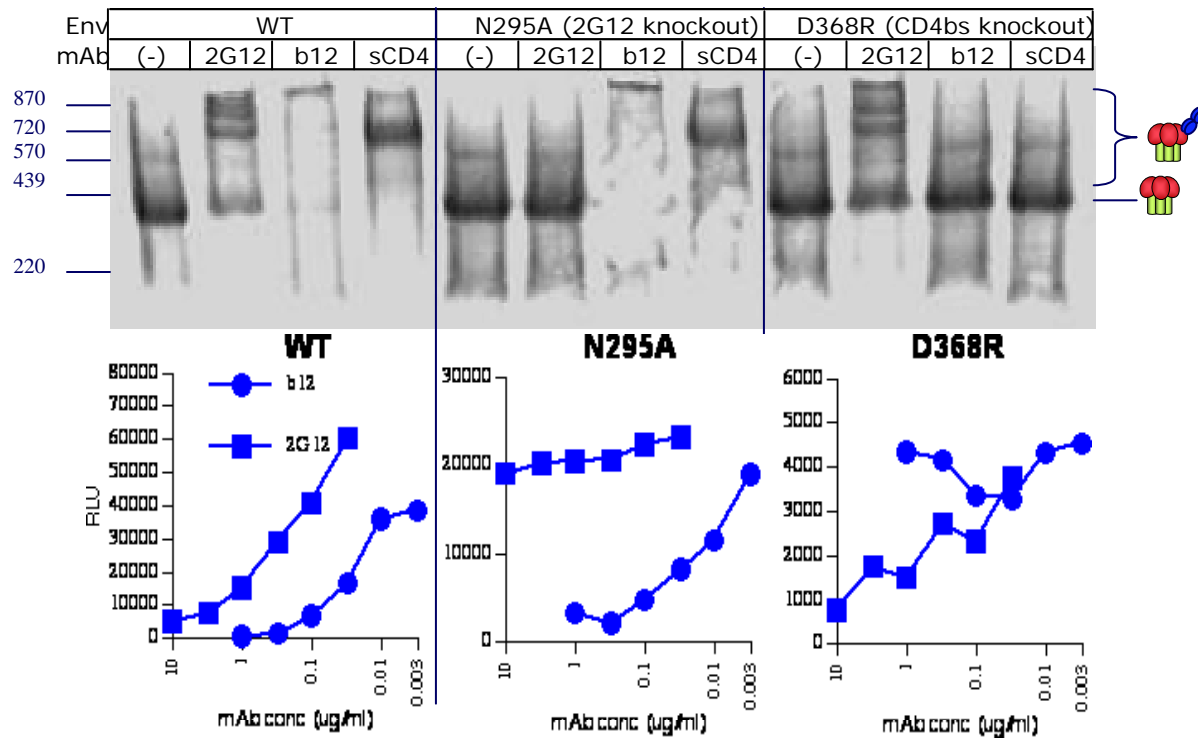 Env WT N295A (2G12 knockout) D368R (CD4bs knockout)
mAb (-) 2G12 b12 sCD4 (-) 2G12 b12 sCD4 (-) 2G12 b12 sCD4
870
720
570
439
220
WT N295A D368R
80000
70000
60000
50000
40000
30000
20000
10000
0
RLU
b12
2G12
10 1 0.1 0.01 0.003
mAb conc (ug/ml)
30000
20000
10000
0
10 1 0.1 0.01 0.003
mAb conc (ug/ml)
6000
5000
4000
3000
2000
1000
0
10 1 0.1 0.01 0.003
mAb conc (ug/ml)